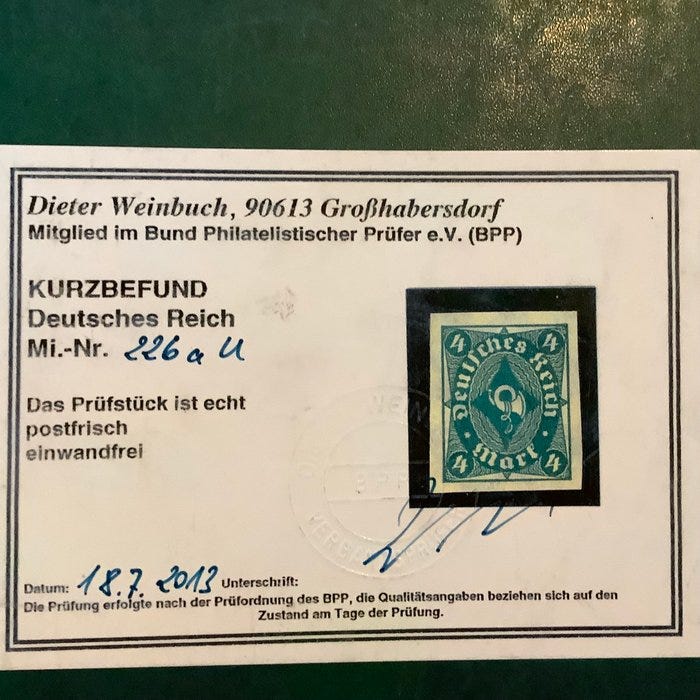 Dieter Weinbuch, 90613 Großhabersdorf
Mitglied im Bund Philatelistischer Prüfer e.V. (BPP)
KURZBEFUND
Deutsches Reich
Mi.-Nr. 226 a U
Das Prüfstück ist echt
postfrisch
einwandfrei
4 4
Deutsches Reich
Mark
4 4
BPP
Datum: 18.7.2013 Unterschrift:
Die Prüfung erfolgte nach der Prüfordnung des BPP, die Qualitätsangaben beziehen sich auf den
Zustand am Tage der Prüfung.